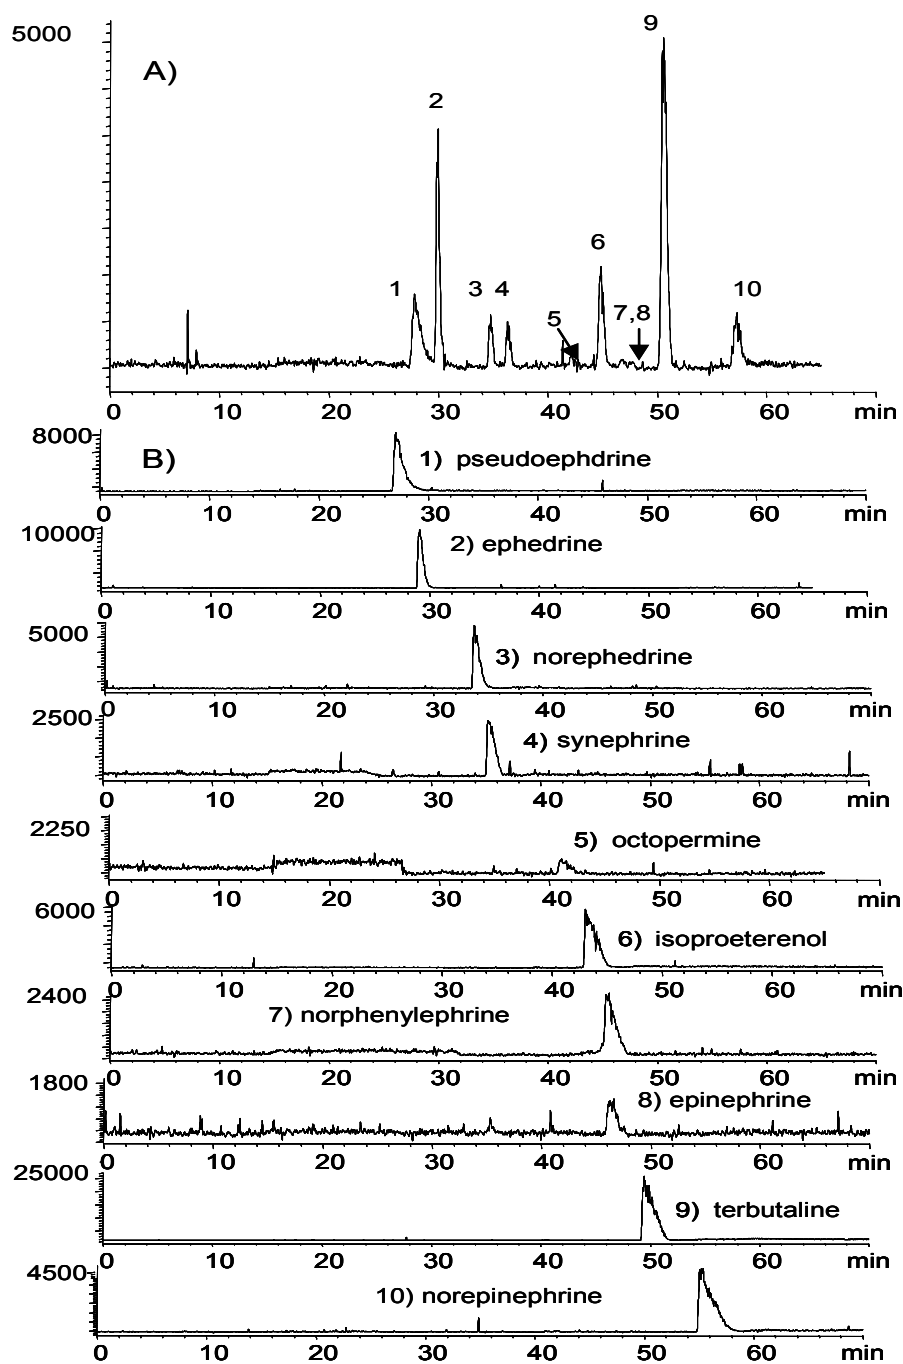 5000
A)
1
2
3 4
5
6
7,8
9
10
0 10 20 30 40 50 60 min
8000
B)
1) pseudoephdrine
0 10 20 30 40 50 60 min
10000
2) ephedrine
0 10 20 30 40 50 60 min
5000
3) norephedrine
0 10 20 30 40 50 60 min
2500
4) synephrine
0 10 20 30 40 50 60 min
2250
5) octopermine
0 10 20 30 40 50 60 min
6000
6) isoproeterenol
0 10 20 30 40 50 60 min
2400
7) norphenylephrine
0 10 20 30 40 50 60 min
1800
8) epinephrine
0 10 20 30 40 50 60 min
25000
9) terbutaline
0 10 20 30 40 50 60 min
4500
10) norepinephrine
0 10 20 30 40 50 60 min